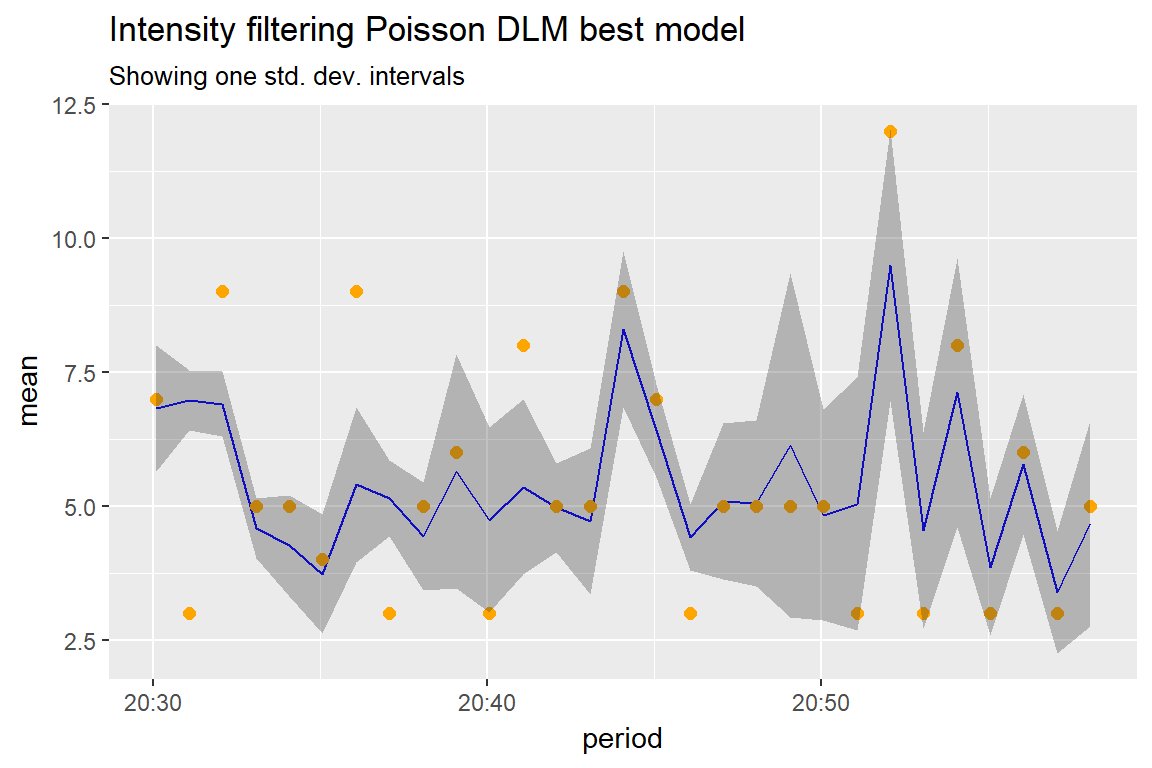 Intensity filtering Poisson DLM best model
Showing one std. dev. intervals
12.5
10.0
7.5
5.0
2.5
mean
20:30 20:40 20:50
period